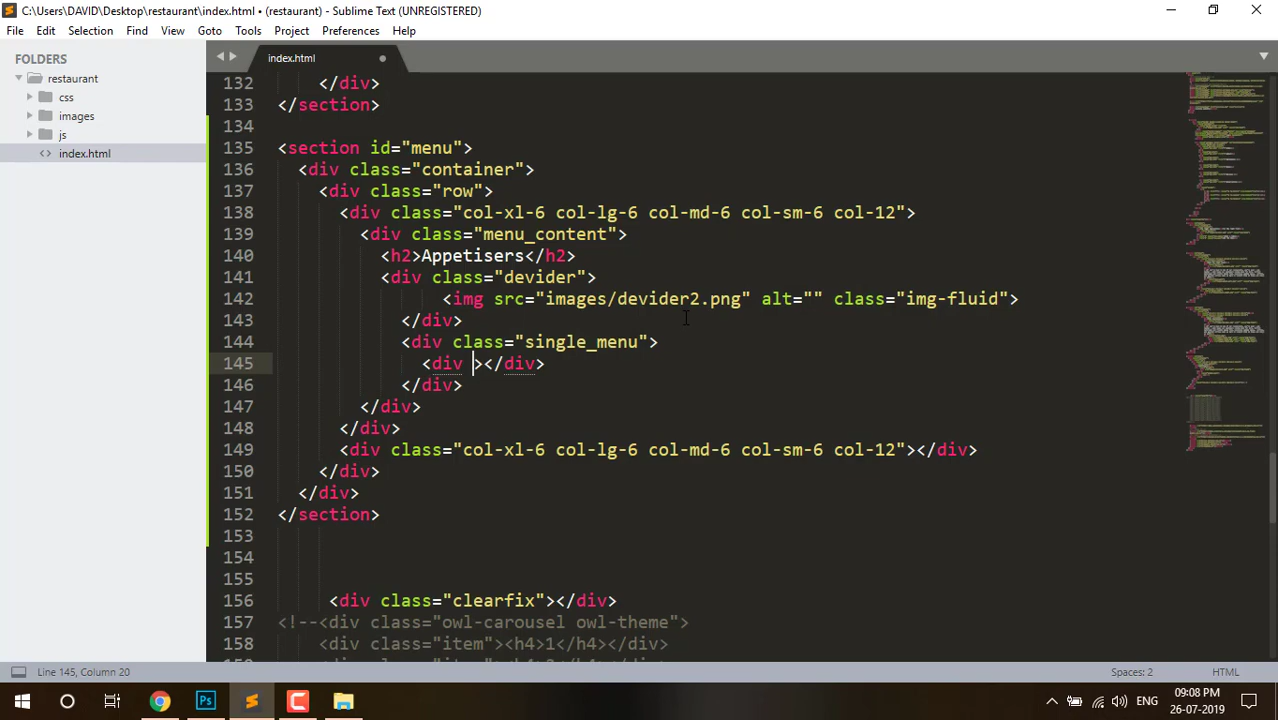 C:\Users\DAVID\Desktop\restaurant\index.html • (restaurant) - Sublime Text (UNREGISTERED)
File Edit Selection Find View Goto Tools Project Preferences Help
FOLDERS
restaurant
css
images
js
<> index.html
index.html
132 </div>
133 </section>
134
135 <section id="menu">
136 <div class="container">
137 <div class="row">
138 <div class="col-xl-6 col-lg-6 col-md-6 col-sm-6 col-12">
139 <div class="menu_content">
140 <h2>Appetisers</h2>
141 <div class="devider">
142 <img src="images/devider2.png" alt="" class="img-fluid">
143 </div>
144 <div class="single_menu">
145 <div ></div>
146 </div>
147 </div>
148 </div>
149 <div class="col-xl-6 col-lg-6 col-md-6 col-sm-6 col-12"></div>
150 </div>
151 </div>
152 </section>
153
154
155
156 <div class="clearfix"></div>
157 <!--<div class="owl-carousel owl-theme">
158 <div class="item"><h4>1</h4></div>
Line 145, Column 20
Spaces: 2 HTML
ENG
09:08 PM
26-07-2019